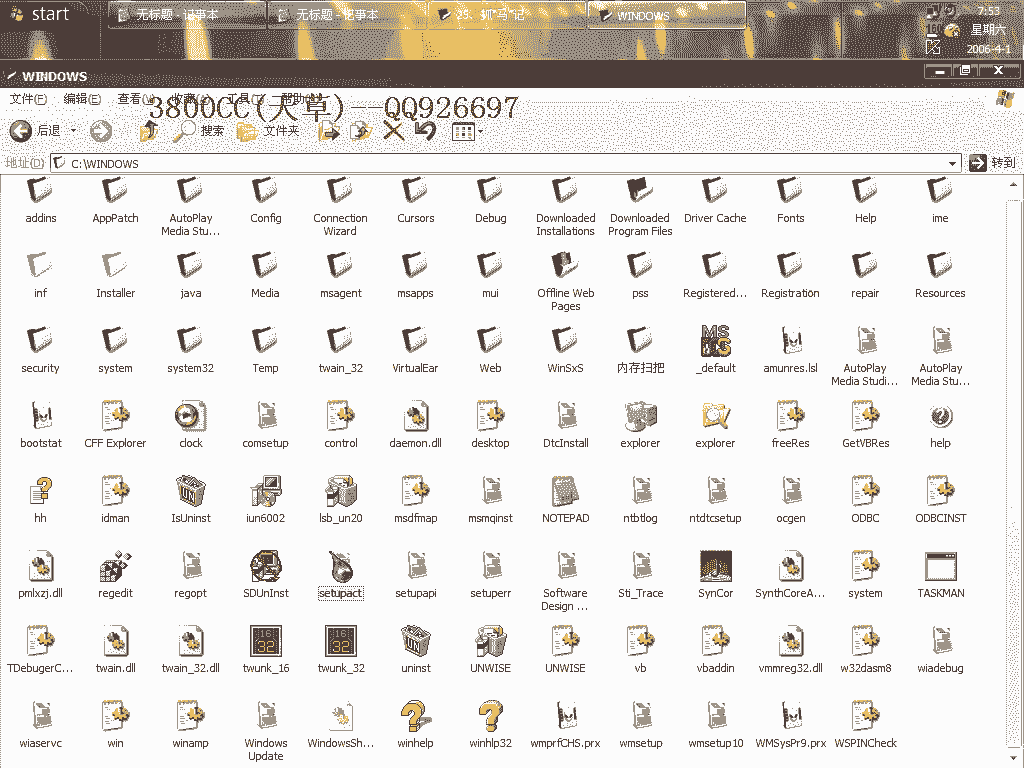 start
无标题 - 记事本
无标题 - 记事本
WINDOWS
7:53
星期六
2006-4-1
WINDOWS
文件(F) 编辑(E) 查看(V) 收藏(A) 工具(T) 帮助(H)
3800CC(天草)—QQ926697
后退 搜索 文件夹
地址(D) C:\WINDOWS 转到
addins AppPatch AutoPlay Media Stu... Config Connection Wizard Cursors Debug Downloaded Installations Downloaded Program Files Driver Cache Fonts Help ime
inf Installer java Media msagent msapps mui Offline Web Pages pss Registered... Registration repair Resources
security system system32 Temp twain_32 VirtualEar Web WinSxS 内存扫把 _default amunres.lsl AutoPlay Media Studi... AutoPlay Media Stu...
bootstat CFF Explorer clock comsetup control daemon.dll desktop DtcInstall explorer explorer freeRes GetVBRes help
hh idman IsUninst iun6002 lsb_un20 msdfmap msmqinst NOTEPAD ntbtlog ntdtcsetup ocgen ODBC ODBCINST
pmlxzj.dll regedit regopt SDUnInst setupact setupapi setuperr Software Design ... Sti_Trace SynCor SynthCoreA... system TASKMAN
TDebugerC... twain.dll twain_32.dll twunk_16 twunk_32 uninst UNWISE UNWISE vb vbaddin vmmreg32.dll w32dasm8 wiadebug
wiaservc win winamp Windows Update WindowsSh... winhelp winhlp32 wmprfCHS.prx wmsetup wmsetup10 WMSysPr9.prx WSPINCheck